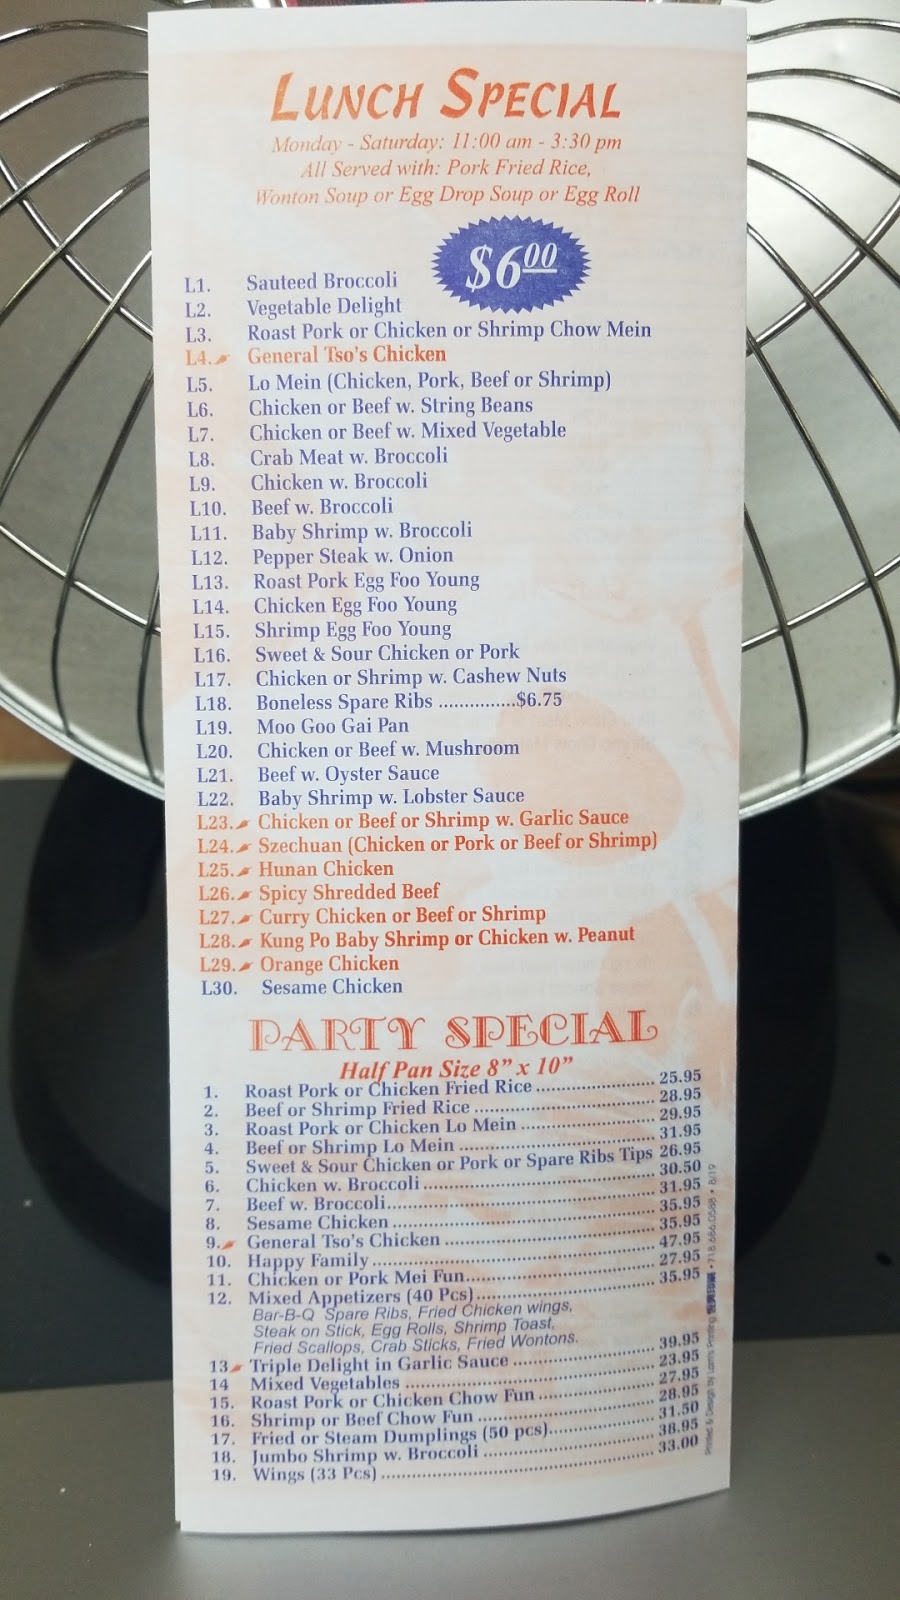 LUNCH SPECIAL
Monday - Saturday: 11:00 am - 3:30 pm
All Served with: Pork Fried Rice,
Wonton Soup or Egg Drop Soup or Egg Roll
$6.00
L1. Sauteed Broccoli
L2. Vegetable Delight
L3. Roast Pork or Chicken or Shrimp Chow Mein
L4. General Tso's Chicken
L5. Lo Mein (Chicken, Pork, Beef or Shrimp)
L6. Chicken or Beef w. String Beans
L7. Chicken or Beef w. Mixed Vegetable
L8. Crab Meat w. Broccoli
L9. Chicken w. Broccoli
L10. Beef w. Broccoli
L11. Baby Shrimp w. Broccoli
L12. Pepper Steak w. Onion
L13. Roast Pork Egg Foo Young
L14. Chicken Egg Foo Young
L15. Shrimp Egg Foo Young
L16. Sweet & Sour Chicken or Pork
L17. Chicken or Shrimp w. Cashew Nuts
L18. Boneless Spare Ribs ...............$6.75
L19. Moo Goo Gai Pan
L20. Chicken or Beef w. Mushroom
L21. Beef w. Oyster Sauce
L22. Baby Shrimp w. Lobster Sauce
L23. Chicken or Beef or Shrimp w. Garlic Sauce
L24. Szechuan (Chicken or Pork or Beef or Shrimp)
L25. Hunan Chicken
L26. Spicy Shredded Beef
L27. Curry Chicken or Beef or Shrimp
L28. Kung Po Baby Shrimp or Chicken w. Peanut
L29. Orange Chicken
L30. Sesame Chicken
PARTY SPECIAL
Half Pan Size 8" x 10"
1. Roast Pork or Chicken Fried Rice ........ 25.95
2. Beef or Shrimp Fried Rice ........ 28.95
3. Roast Pork or Chicken Lo Mein ........ 29.95
4. Beef or Shrimp Lo Mein ........ 31.95
5. Sweet & Sour Chicken or Pork or Spare Ribs Tips 26.95
6. Chicken w. Broccoli ........ 30.50
7. Beef w. Broccoli ........ 31.95
8. Sesame Chicken ........ 35.95
9. General Tso's Chicken ........ 35.95
10. Happy Family ........ 47.95
11. Chicken or Pork Mei Fun ........ 27.95
12. Mixed Appetizers (40 Pcs) ........ 35.95
Bar-B-Q Spare Ribs, Fried Chicken wings,
Steak on Stick, Egg Rolls, Shrimp Toast,
Fried Scallops, Crab Sticks, Fried Wontons.
13 Triple Delight in Garlic Sauce ........ 39.95
14 Mixed Vegetables ........ 23.95
15. Roast Pork or Chicken Chow Fun ........ 27.95
16. Shrimp or Beef Chow Fun ........ 28.95
17. Fried or Steam Dumplings (50 pcs) ........ 31.50
18. Jumbo Shrimp w. Broccoli ........ 38.95
19. Wings (33 Pcs) ........ 33.00
Printed & Design by Lam's Printing • 718.686.0588 • 8/19